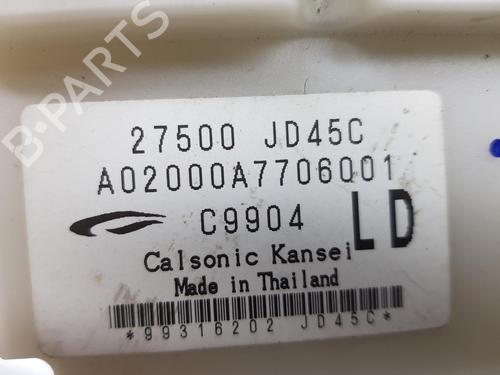 B-PARTS
27500 JD45C
A02000A7706001
C9904 LD
Calsonic Kansei
Made in Thailand
*99316202 JD45C*